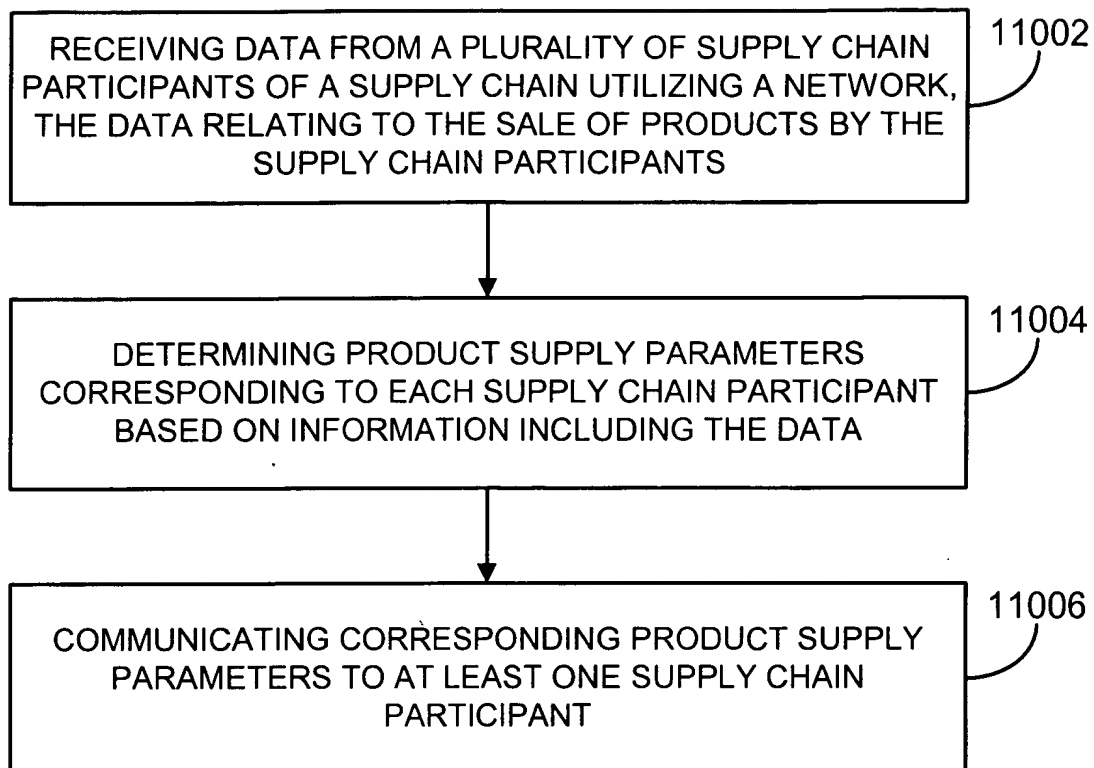 RECEIVING DATA FROM A PLURALITY OF SUPPLY CHAIN
PARTICIPANTS OF A SUPPLY CHAIN UTILIZING A NETWORK,
THE DATA RELATING TO THE SALE OF PRODUCTS BY THE
SUPPLY CHAIN PARTICIPANTS
11002
DETERMINING PRODUCT SUPPLY PARAMETERS
CORRESPONDING TO EACH SUPPLY CHAIN PARTICIPANT
BASED ON INFORMATION INCLUDING THE DATA
11004
COMMUNICATING CORRESPONDING PRODUCT SUPPLY
PARAMETERS TO AT LEAST ONE SUPPLY CHAIN
PARTICIPANT
11006